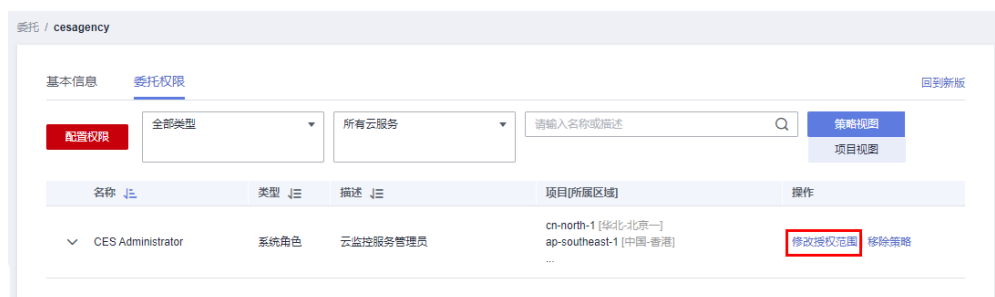 委托 / cesagency
基本信息 委托权限 回到新版
配置权限 全部类型 所有云服务 请输入名称或描述 策略视图
项目视图
名称 类型 描述 项目[所属区域] 操作
CES Administrator 系统角色 云监控服务管理员 cn-north-1 [华北-北京一] 修改授权范围 移除策略
ap-southeast-1 [中国-香港]
...